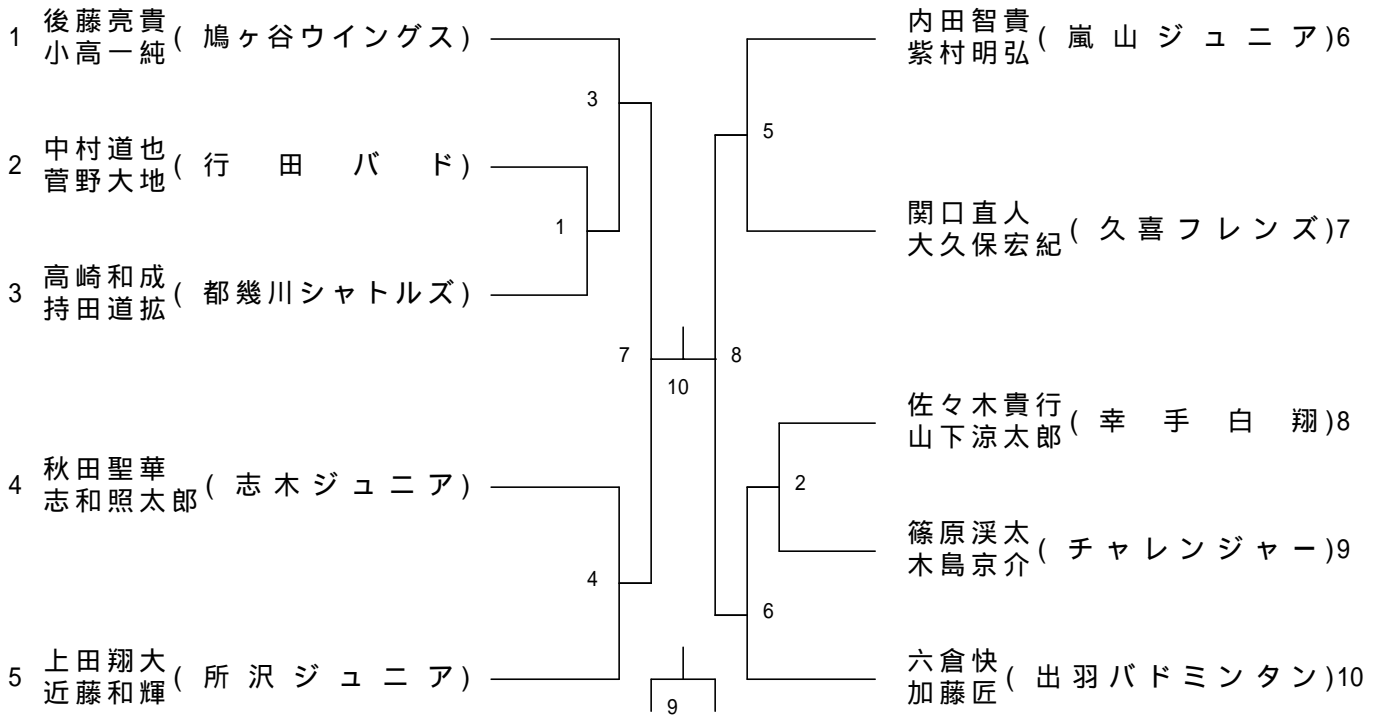 1 後藤亮貴
小高一純 ( 鳩ヶ谷ウイングス )
2 中村道也
菅野大地 ( 行田バド )
3 高崎和成
持田道拡 ( 都幾川シャトルズ )
4 秋田聖華
志和照太郎 ( 志木ジュニア )
5 上田翔大
近藤和輝 ( 所沢ジュニア )
3
1
7
4
10
9
8
5
2
6
内田智貴
紫村明弘 ( 嵐山ジュニア )6
関口直人
大久保宏紀 ( 久喜フレンズ )7
佐々木貴行
山下涼太郎 ( 幸手白翔 )8
篠原渓太
木島京介 ( チャレンジャー )9
六倉快
加藤匠 ( 出羽バドミンタン )10